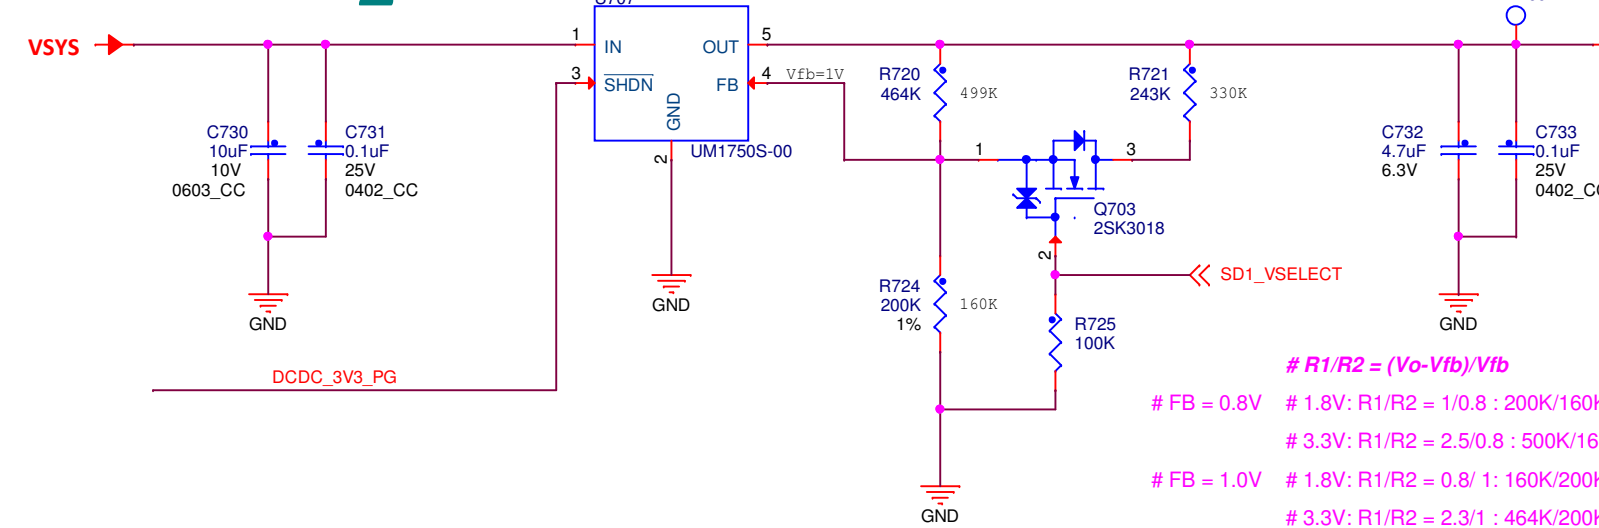 VSYS
1
IN
OUT
5
3
SHDN
FB
4
Vfb=1V
GND
2
UM1750S-00
C730
10uF
10V
0603_CC
C731
0.1uF
25V
0402_CC
GND
GND
DCDC_3V3_PG
R720
464K
499K
R721
243K
330K
1
3
Q703
2SK3018
2
SD1_VSELECT
R724
200K
1%
160K
R725
100K
GND
C732
4.7uF
6.3V
C733
0.1uF
25V
GND
# R1/R2 = (Vo-Vfb)/Vfb
# FB = 0.8V # 1.8V: R1/R2 = 1/0.8 : 200K/160K
# 3.3V: R1/R2 = 2.5/0.8 : 500K/16
# FB = 1.0V # 1.8V: R1/R2 = 0.8/ 1: 160K/200K
# 3.3V: R1/R2 = 2.3/1 : 464K/200K